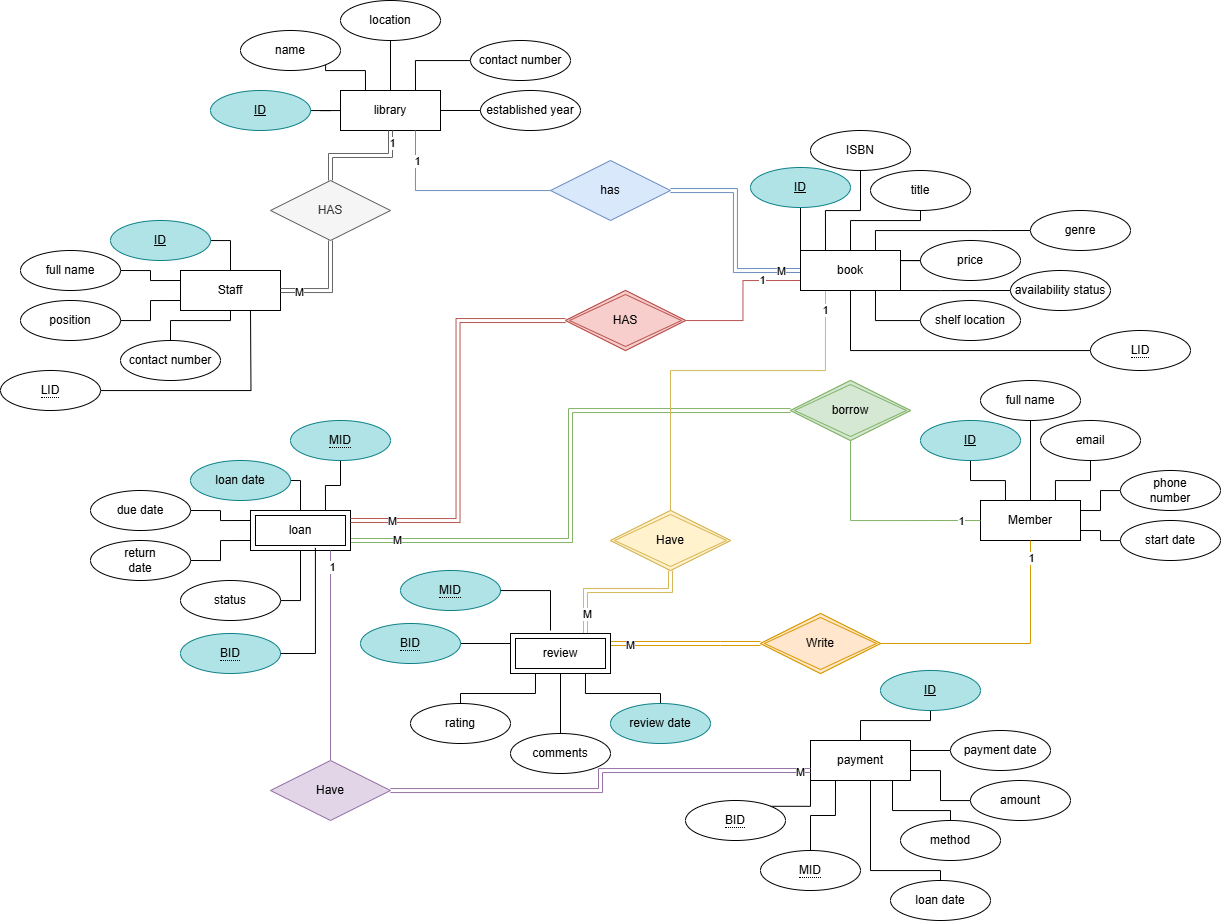 location
name
contact number
ID
library
established year
1
1
ISBN
ID
title
has
HAS
genre
ID
price
full name
book
M
1
Staff
M
availability status
position
1
shelf location
HAS
contact number
LID
LID
full name
borrow
MID
ID
email
loan date
phone
number
due date
Member
M
1
loan
start date
M
Have
return
date
1
1
MID
status
M
BID
BID
review
M
Write
ID
rating
review date
comments
payment date
payment
M
Have
amount
BID
method
MID
loan date